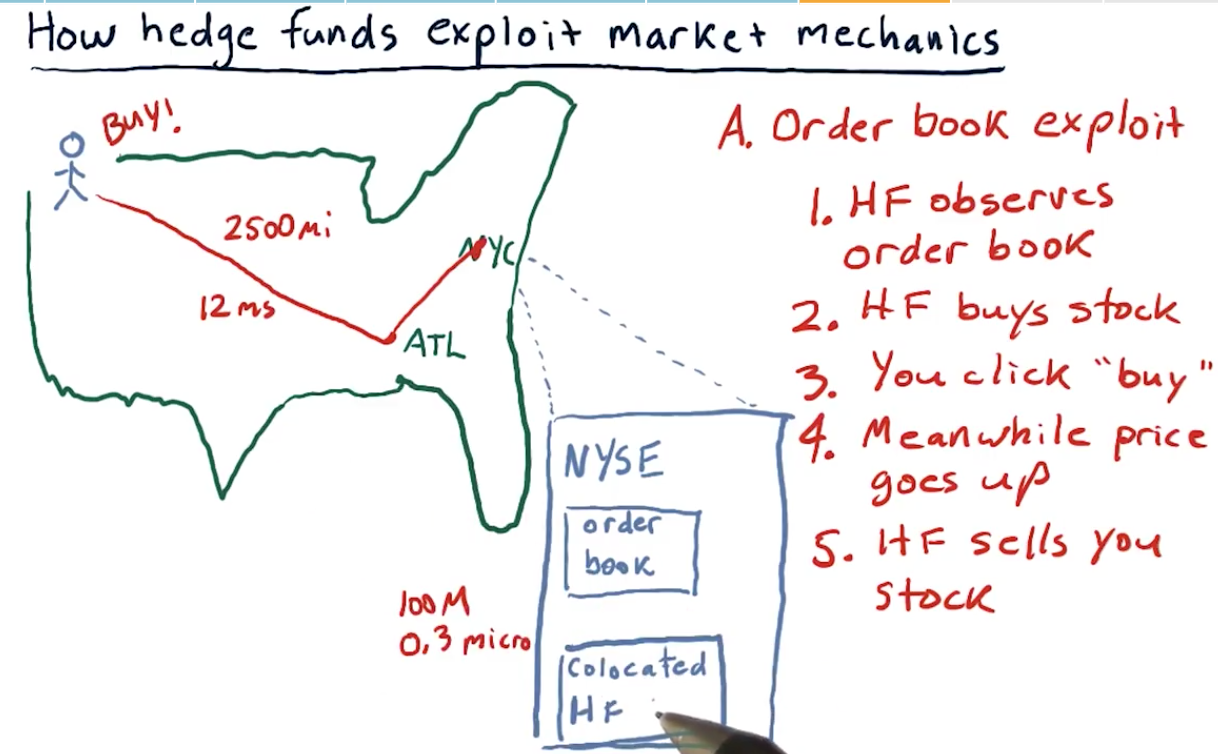 How hedge funds exploit market mechanics
BUY!
2500mi
12 ms
NYC
ATL
NYSE
order
book
100M
0.3 micro
Colocated
HF
A. Order book exploit
1. HF observes
order book
2. HF buys stock
3. You click "buy"
4. Meanwhile price
goes up
5. HF sells you
stock